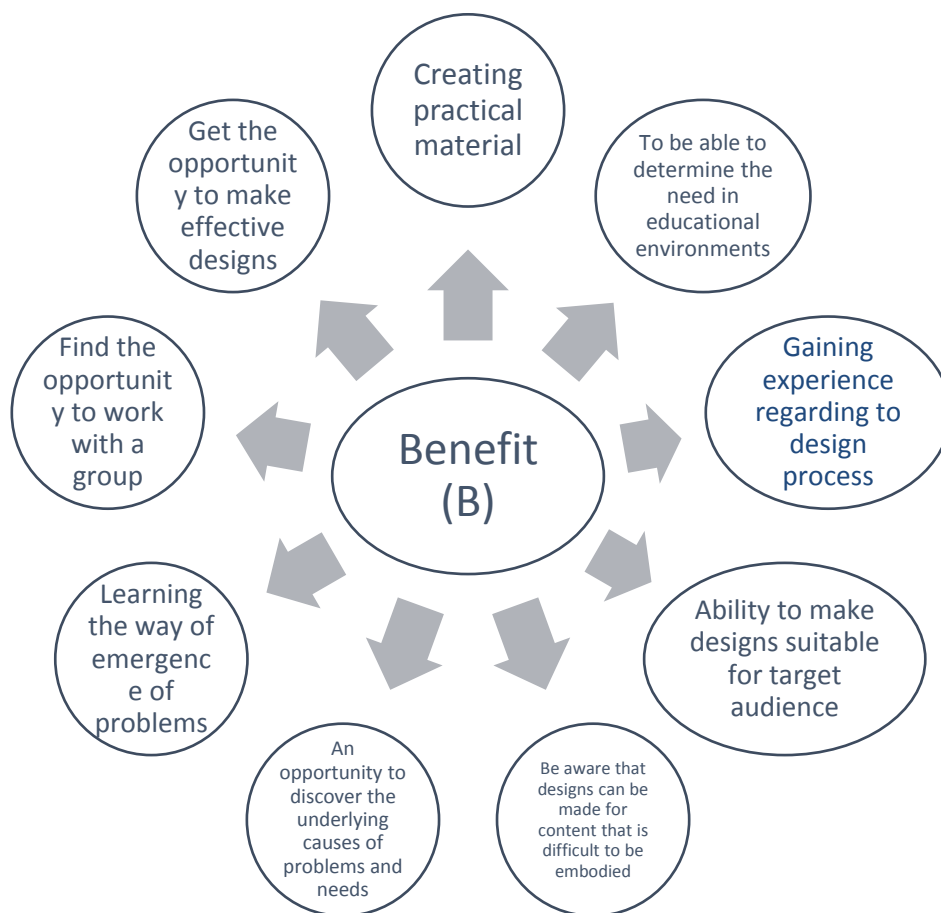 Creating
practical
material
To be able to
determine the
need in
educational
environments
Gaining
experience
regarding to
design
process
Ability to make
designs suitable
for target
audience
Be aware that
designs can be
made for
content that is
difficult to be
embodied
An
opportunity to
discover the
underlying
causes of
problems and
needs
Learning
the way of
emergenc
e of
problems
Find the
opportunit
y to work
with a
group
Get the
opportunit
y to make
effective
designs
Benefit
(B)